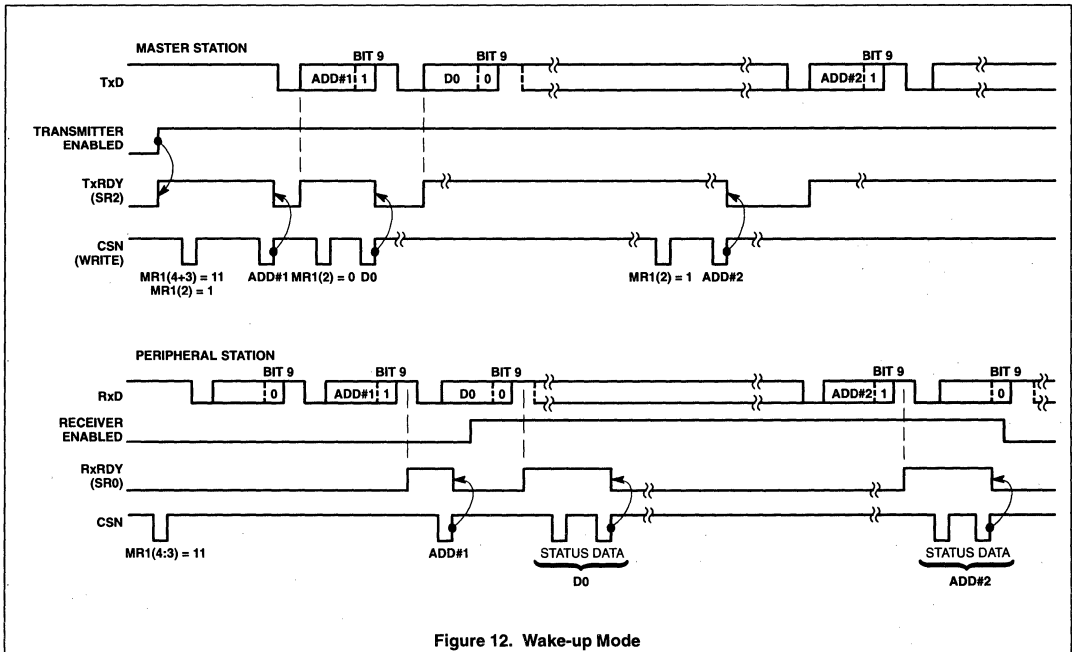 MASTER STATION
BIT 9 BIT 9 BIT 9
TxD ADD#1 1 D0 0 ADD#2 1
TRANSMITTER
ENABLED
TxRDY
(SR2)
CSN
(WRITE)
MR1(4+3) = 11 ADD#1 MR1(2) = 0 D0 MR1(2) = 1 ADD#2
MR1(2) = 1
PERIPHERAL STATION
BIT 9 BIT 9 BIT 9 BIT 9 BIT 9
RxD 0 ADD#1 1 D0 0 ADD#2 1 0
RECEIVER
ENABLED
RxRDY
(SR0)
CSN
MR1(4:3) = 11 ADD#1 STATUS DATA STATUS DATA
D0 ADD#2
Figure 12. Wake-up Mode